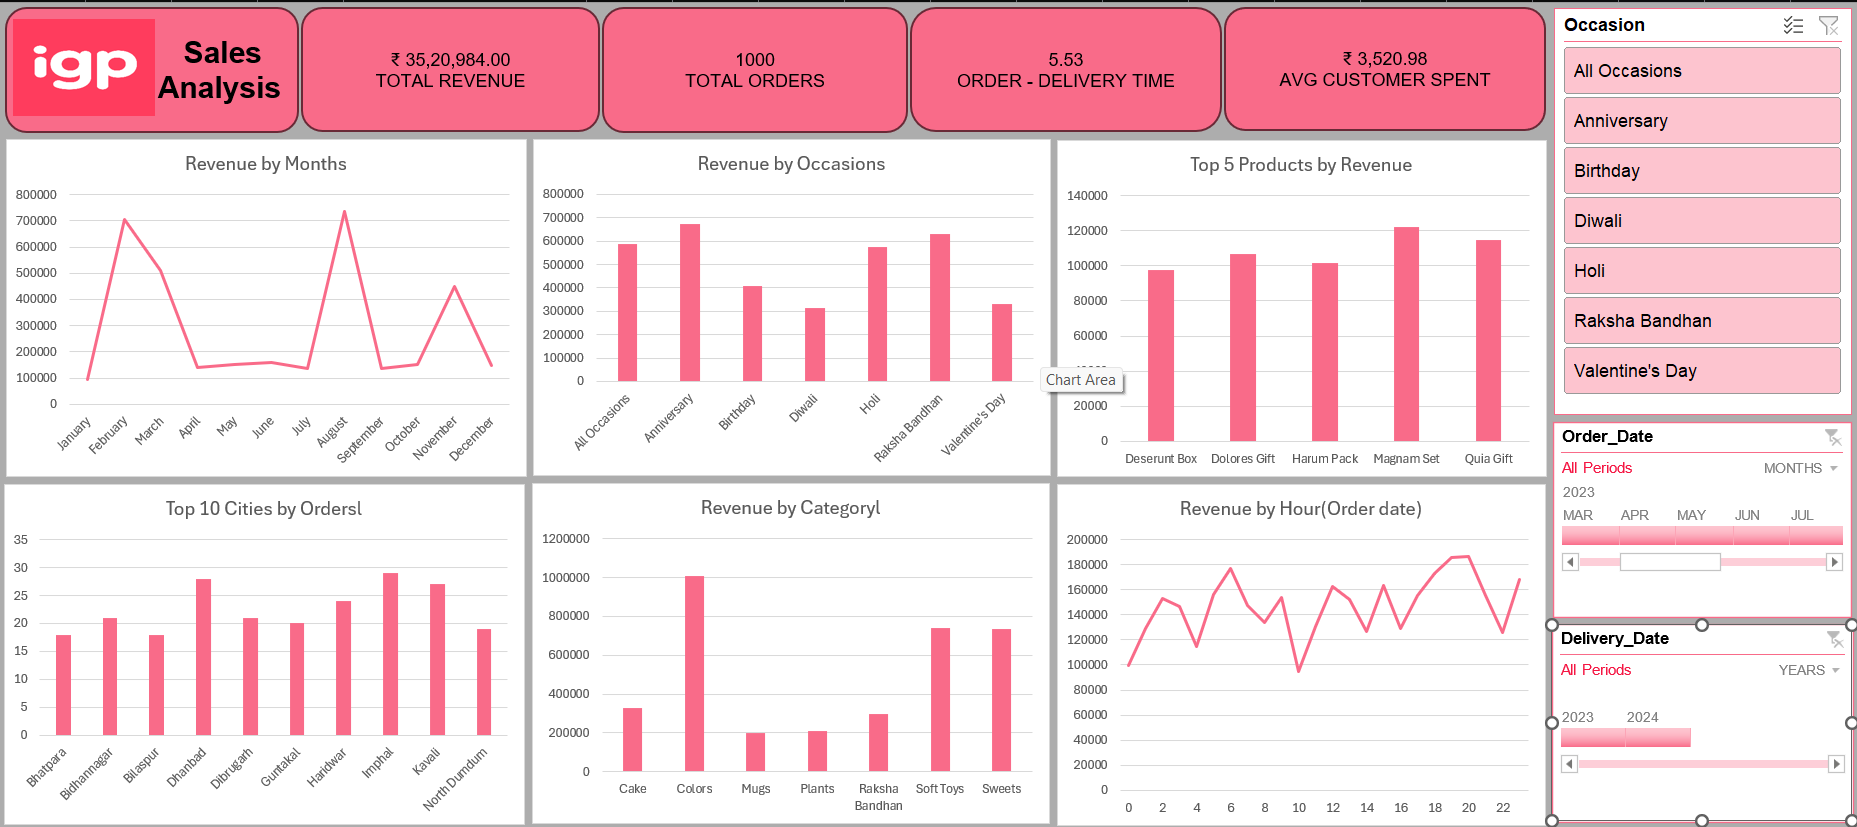 igp
Sales
Analysis
₹ 35,20,984.00
TOTAL REVENUE
1000
TOTAL ORDERS
5.53
ORDER - DELIVERY TIME
₹ 3,520.98
AVG CUSTOMER SPENT
Revenue by Months
800000
700000
600000
500000
400000
300000
200000
100000
0
January
February
March
April
May
June
July
August
September
October
November
December
Revenue by Occasions
800000
700000
600000
500000
400000
300000
200000
100000
0
All Occasions
Anniversary
Birthday
Diwali
Holi
Raksha Bandhan
Valentine's Day
Chart Area
Top 5 Products by Revenue
140000
120000
100000
80000
60000
20000
0
Deserunt Box
Dolores Gift
Harum Pack
Magnam Set
Quia Gift
Top 10 Cities by Ordersl
35
30
25
20
15
10
5
0
Bhatpara
Bidhannagar
Bilaspur
Dhanbad
Dibrugarh
Guntakal
Haridwar
Imphal
Kavali
North Dumdum
Revenue by Categoryl
1200000
1000000
800000
600000
400000
200000
0
Cake
Colors
Mugs
Plants
Raksha
Bandhan
Soft Toys
Sweets
Revenue by Hour(Order date)
200000
180000
160000
140000
120000
100000
80000
60000
40000
20000
0
0 2 4 6 8 10 12 14 16 18 20 22
Occasion
All Occasions
Anniversary
Birthday
Diwali
Holi
Raksha Bandhan
Valentine's Day
Order_Date
All Periods MONTHS
2023
MAR APR MAY JUN JUL
Delivery_Date
All Periods YEARS
2023 2024